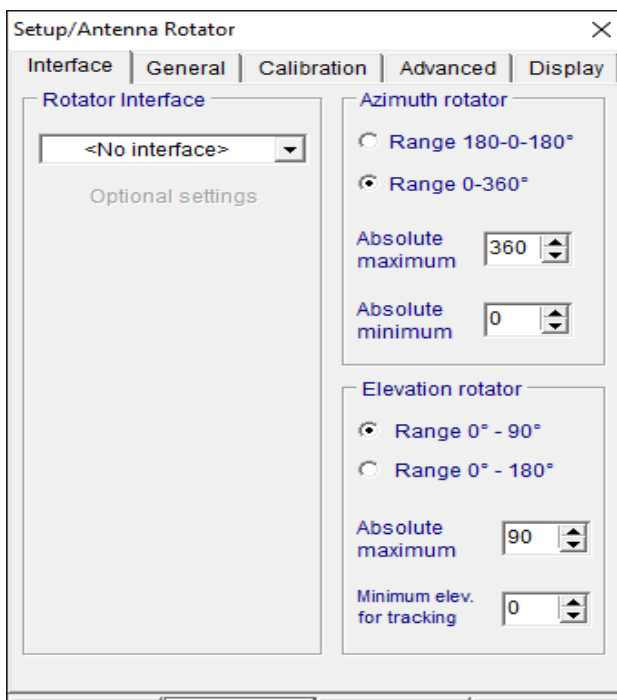 Setup/Antenna Rotator
Interface General Calibration Advanced Display
Rotator Interface
<No interface>
Optional settings
Azimuth rotator
Range 180-0-180°
Range 0-360°
Absolute
maximum
360
Absolute
minimum
0
Elevation rotator
Range 0° - 90°
Range 0° - 180°
Absolute
maximum
90
Minimum elev.
for tracking
0